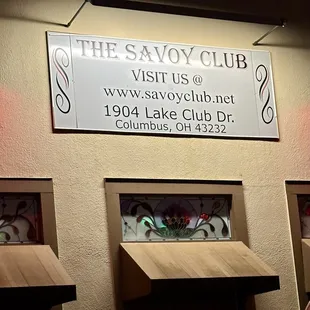 THE SAVOY CLUB
VISIT US @
www.savoyclub.net
1904 Lake Club Dr.
Columbus, OH 43232